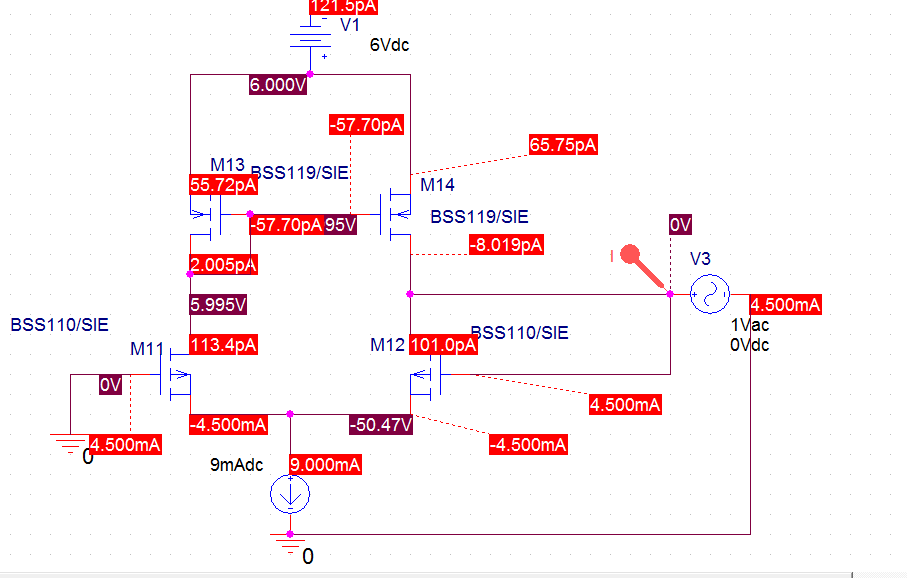 121.5pA
V1
6Vdc
6.000V
-57.70pA
65.75pA
M13
BSS119/SIE
55.72pA
M14
BSS119/SIE
-57.70pA
95V
0V
-8.019pA
I
V3
2.005pA
5.995V
4.500mA
BSS110/SIE
BSS110/SIE
1Vac
0Vdc
M11
113.4pA
M12
101.0pA
0V
4.500mA
-4.500mA
-50.47V
4.500mA
-4.500mA
0
9mAdc
9.000mA
0